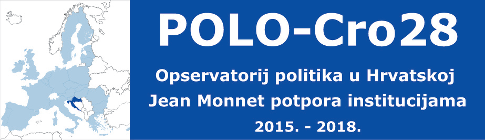 POLO-Cro28
Opservatorij politika u Hrvatskoj
Jean Monnet potpora institucijama
2015. - 2018.